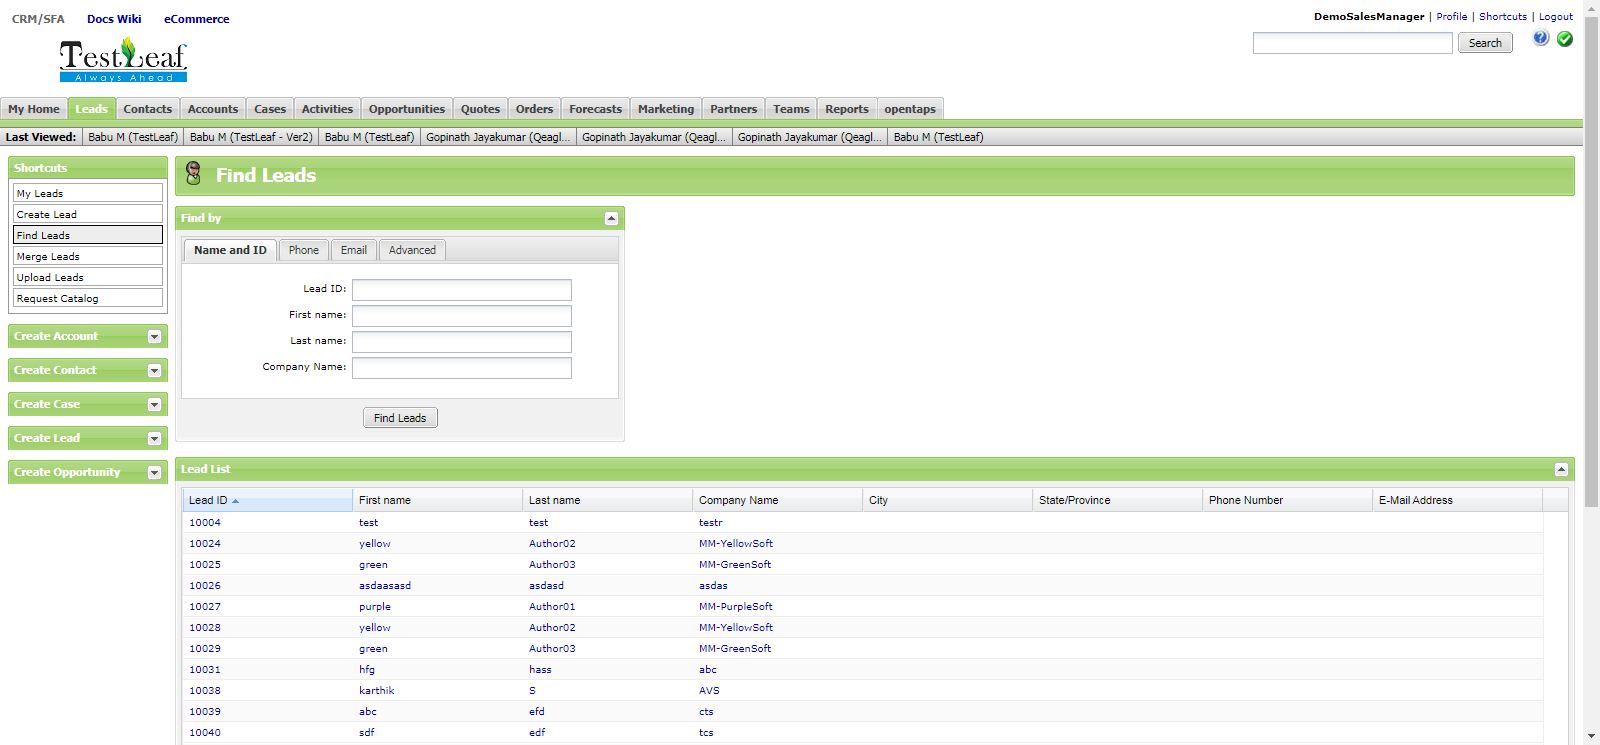 CRM/SFA Docs Wiki eCommerce
DemoSalesManager | Profile | Shortcuts | Logout
TestLeaf
Always Ahead
Search
My Home Leads Contacts Accounts Cases Activities Opportunities Quotes Orders Forecasts Marketing Partners Teams Reports opentaps
Last Viewed: Babu M (TestLeaf) Babu M (TestLeaf - Ver2) Babu M (TestLeaf) Gopinath Jayakumar (Qeagl... Gopinath Jayakumar (Qeagl... Gopinath Jayakumar (Qeagl... Babu M (TestLeaf)
Shortcuts
My Leads
Create Lead
Find Leads
Merge Leads
Upload Leads
Request Catalog
Create Account
Create Contact
Create Case
Create Lead
Create Opportunity
Find Leads
Find by
Name and ID Phone Email Advanced
Lead ID:
First name:
Last name:
Company Name:
Find Leads
Lead List
Lead ID First name Last name Company Name City State/Province Phone Number E-Mail Address
10004 test test testr
10024 yellow Author02 MM-YellowSoft
10025 green Author03 MM-GreenSoft
10026 asdaasasd asdasd asdas
10027 purple Author01 MM-PurpleSoft
10028 yellow Author02 MM-YellowSoft
10029 green Author03 MM-GreenSoft
10031 hfg hass abc
10038 karthik S AVS
10039 abc efd cts
10040 sdf edf tcs